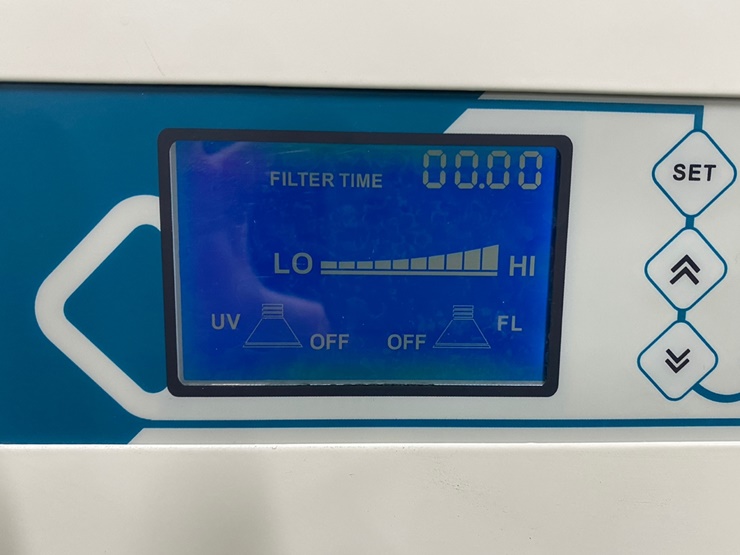 FILTER TIME 00.00
SET
LO HI
UV OFF OFF FL